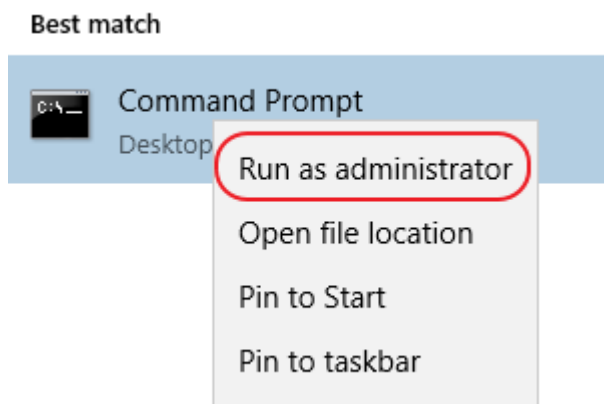 Best match
C:\_
Command Prompt
Desktop
Run as administrator
Open file location
Pin to Start
Pin to taskbar